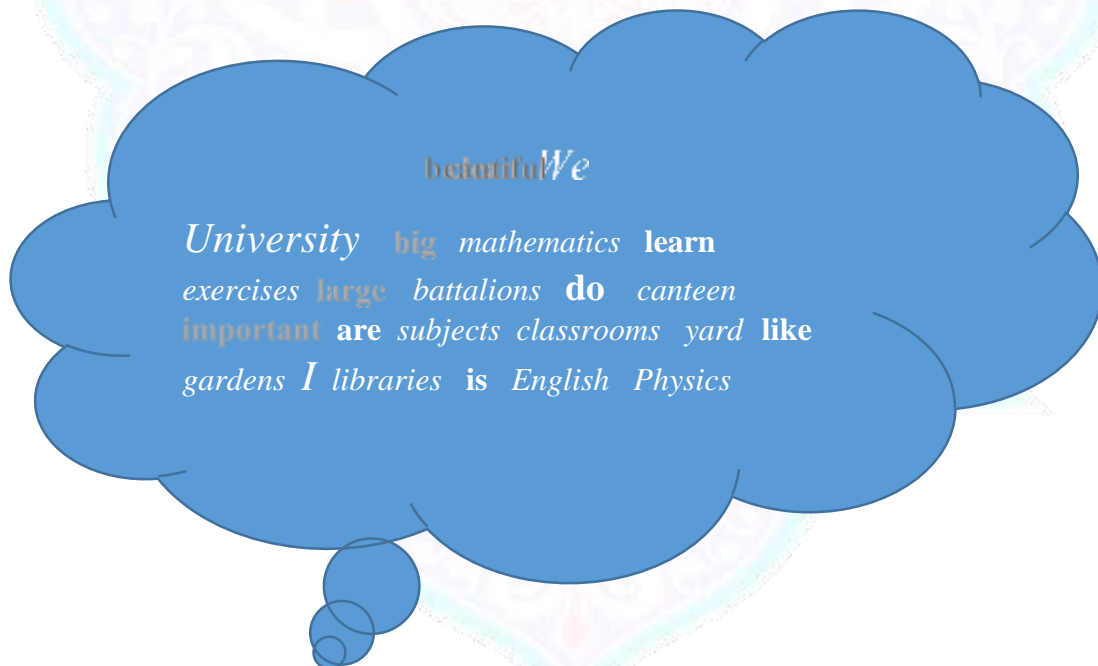 beautiful We
University big mathematics learn
exercises large battalions do canteen
important are subjects classrooms yard like
gardens I libraries is English Physics